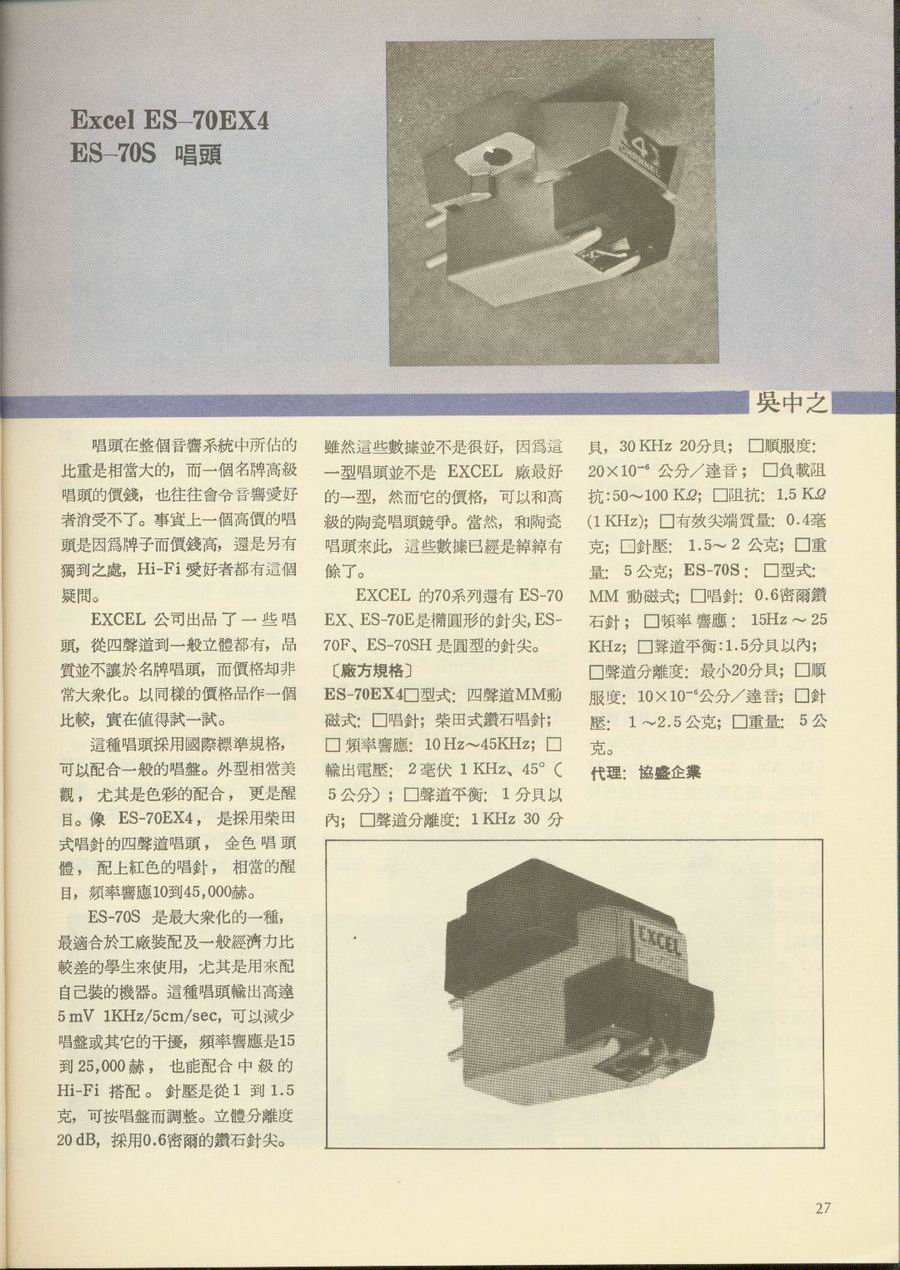 Excel ES-70EX4
ES-70S 唱頭
吳中之
唱頭在整個音響系統中所佔的
比重是相當大的，而一個名牌高級
唱頭的價錢，也往往會令音響愛好
者消受不了。事實上一個高價的唱
頭是因爲牌子而價錢高，還是另有
獨到之處，Hi-Fi 愛好者都有這個
疑問。
EXCEL 公司出品了一些唱
頭，從四聲道到一般立體都有，品
質並不讓於名牌唱頭，而價格却非
常大衆化。以同樣的價格品作一個
比較，實在値得試一試。
這種唱頭採用國際標準規格，
可以配合一般的唱盤。外型相當美
觀，尤其是色彩的配合，更是醒
目。像 ES-70EX4，是採用柴田
式唱針的四聲道唱頭，金色唱頭
體，配上紅色的唱針，相當的醒
目，頻率響應10到45,000赫。
ES-70S 是最大衆化的一種，
最適合於工廠裝配及一般經濟力比
較差的學生來使用，尤其是用來配
自己裝的機器。這種唱頭輸出高達
5 mV 1KHz/5cm/sec，可以減少
唱盤或其它的干擾，頻率響應是15
到 25,000 赫，也能配合中級的
Hi-Fi 搭配。針壓是從1 到 1.5
克，可按唱盤而調整。立體分離度
20 dB，採用0.6密爾的鑽石針尖。
雖然這些數據並不是很好，因爲這
一型唱頭並不是 EXCEL 廠最好
的一型，然而它的價格，可以和高
級的陶瓷唱頭競爭。當然，和陶瓷
唱頭來此，這些數據已經是綽綽有
餘了。
EXCEL 的70系列還有 ES-70
EX、ES-70E是橢圓形的針尖，ES-
70F、ES-70SH 是圓型的針尖。
〔廠方規格〕
ES-70EX4□型式：四聲道MM動
磁式；□唱針；柴田式鑽石唱針；
□頻率響應：10 Hz～45KHz；□
輸出電壓：2 毫伏 1 KHz、45°（
5 公分）；□聲道平衡：1 分貝以
內；□聲道分離度：1 KHz 30 分
貝，30 KHz 20分貝；□順服度：
20×10⁻⁶ 公分／達音；□負載阻
抗：50～100 KΩ；□阻抗：1.5 KΩ
(1 KHz)；□有效尖端質量：0.4毫
克；□針壓：1.5～2 公克；□重
量：5 公克；ES-70S：□型式：
MM 動磁式；□唱針：0.6密爾鑽
石針；□頻率響應：15Hz～25
KHz；□聲道平衡：1.5分貝以內；
□聲道分離度：最小20分貝；□順
服度：10×10⁻⁶公分／達音；□針
壓：1～2.5 公克；□重量：5 公
克。
代理：協盛企業
EXCEL
27